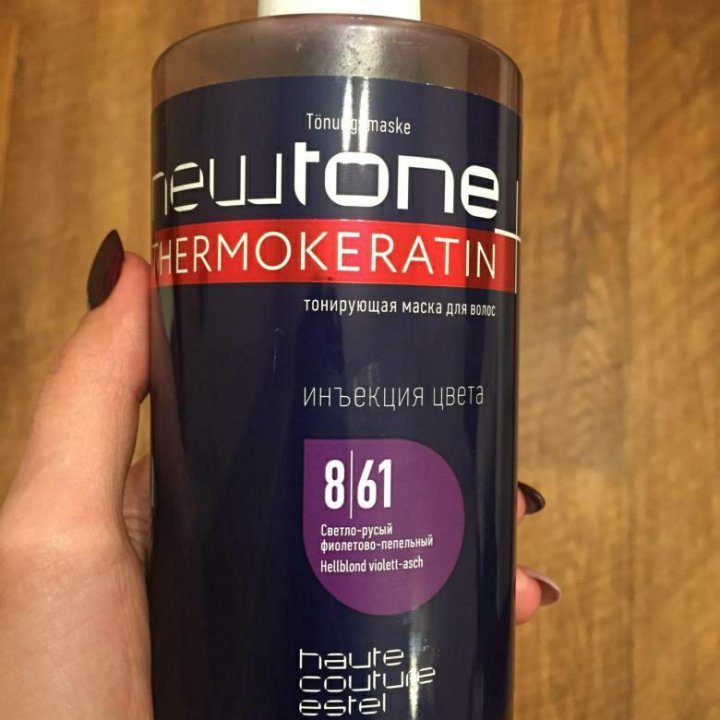 Tönungsmaske
newtone
THERMOKERATIN
тонирующая маска для волос
инъекция цвета
8|61
Светло-русый
фиолетово-пепельный
Hellblond violett-asch
haute
couture
estel